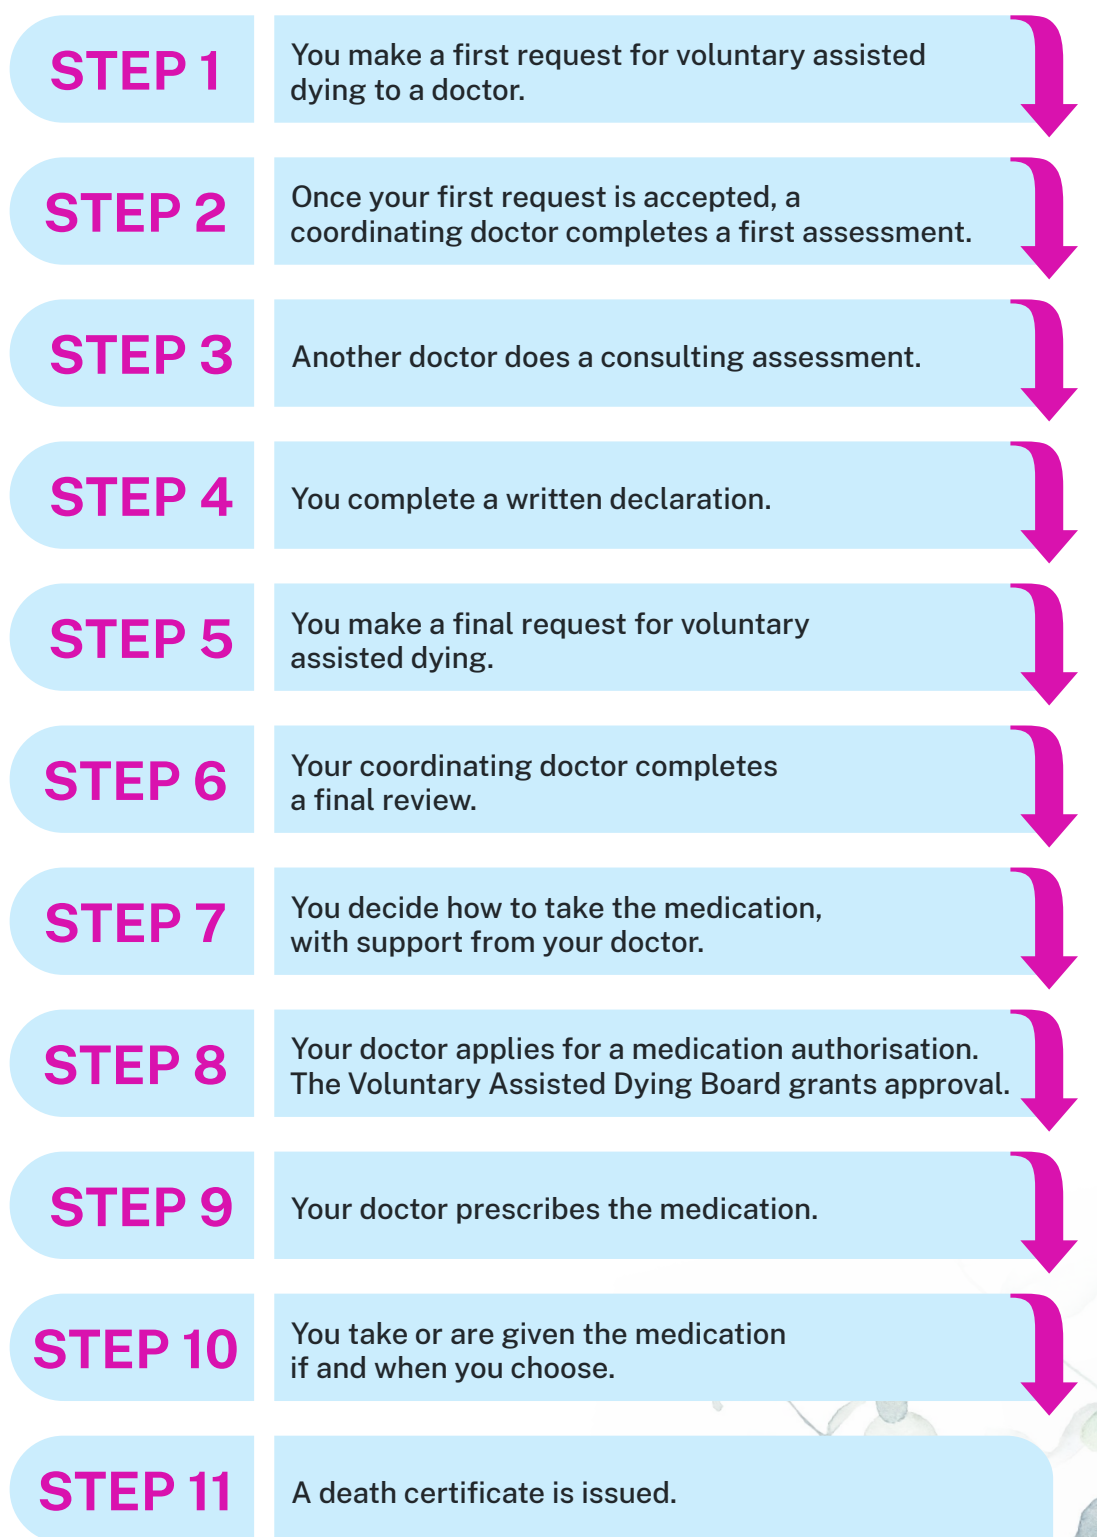 STEP 1
You make a first request for voluntary assisted
dying to a doctor.
STEP 2
Once your first request is accepted, a
coordinating doctor completes a first assessment.
STEP 3
Another doctor does a consulting assessment.
STEP 4
You complete a written declaration.
STEP 5
You make a final request for voluntary
assisted dying.
STEP 6
Your coordinating doctor completes
a final review.
STEP 7
You decide how to take the medication,
with support from your doctor.
STEP 8
Your doctor applies for a medication authorisation.
The Voluntary Assisted Dying Board grants approval.
STEP 9
Your doctor prescribes the medication.
STEP 10
You take or are given the medication
if and when you choose.
STEP 11
A death certificate is issued.